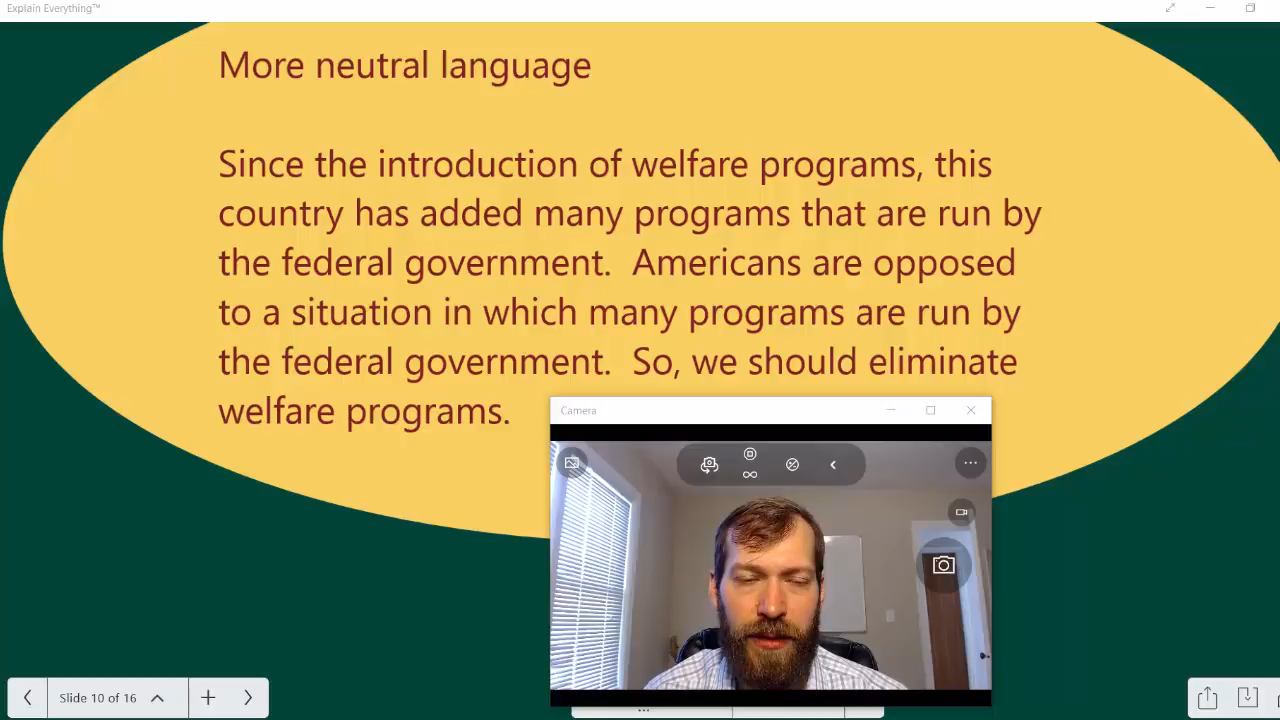 Explain Everything™
More neutral language
Since the introduction of welfare programs, this
country has added many programs that are run by
the federal government.  Americans are opposed
to a situation in which many programs are run by
the federal government.  So, we should eliminate
welfare programs.
Camera
Slide 10 of 16